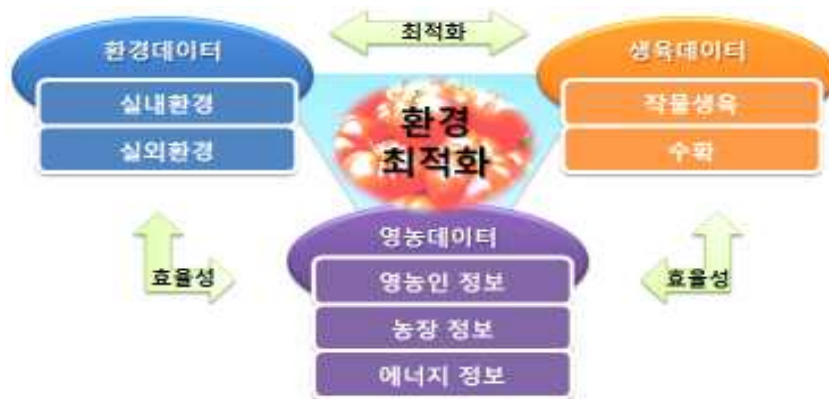 환경데이터
최적화
생육데이터
실내환경
실외환경
환경
최적화
작물생육
수확
영농데이터
효율성
영농인 정보
효율성
농장 정보
에너지 정보